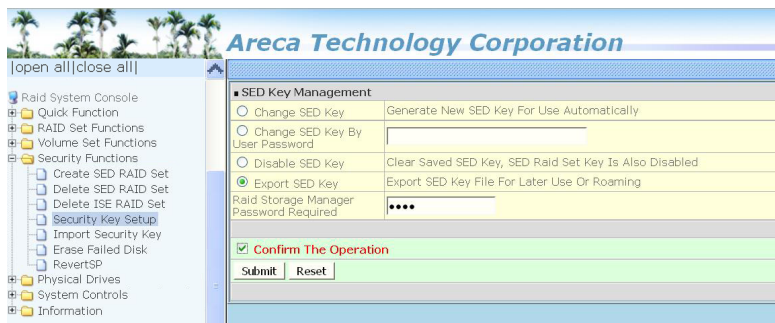 Areca Technology Corporation
|open all|close all|
Raid System Console
Quick Function
RAID Set Functions
Volume Set Functions
Security Functions
Create SED RAID Set
Delete SED RAID Set
Delete ISE RAID Set
Security Key Setup
Import Security Key
Erase Failed Disk
RevertSP
Physical Drives
System Controls
Information
SED Key Management
Change SED Key Generate New SED Key For Use Automatically
Change SED Key By
User Password
Disable SED Key Clear Saved SED Key, SED Raid Set Key Is Also Disabled
Export SED Key Export SED Key File For Later Use Or Roaming
Raid Storage Manager
Password Required
••••
Confirm The Operation
Submit Reset